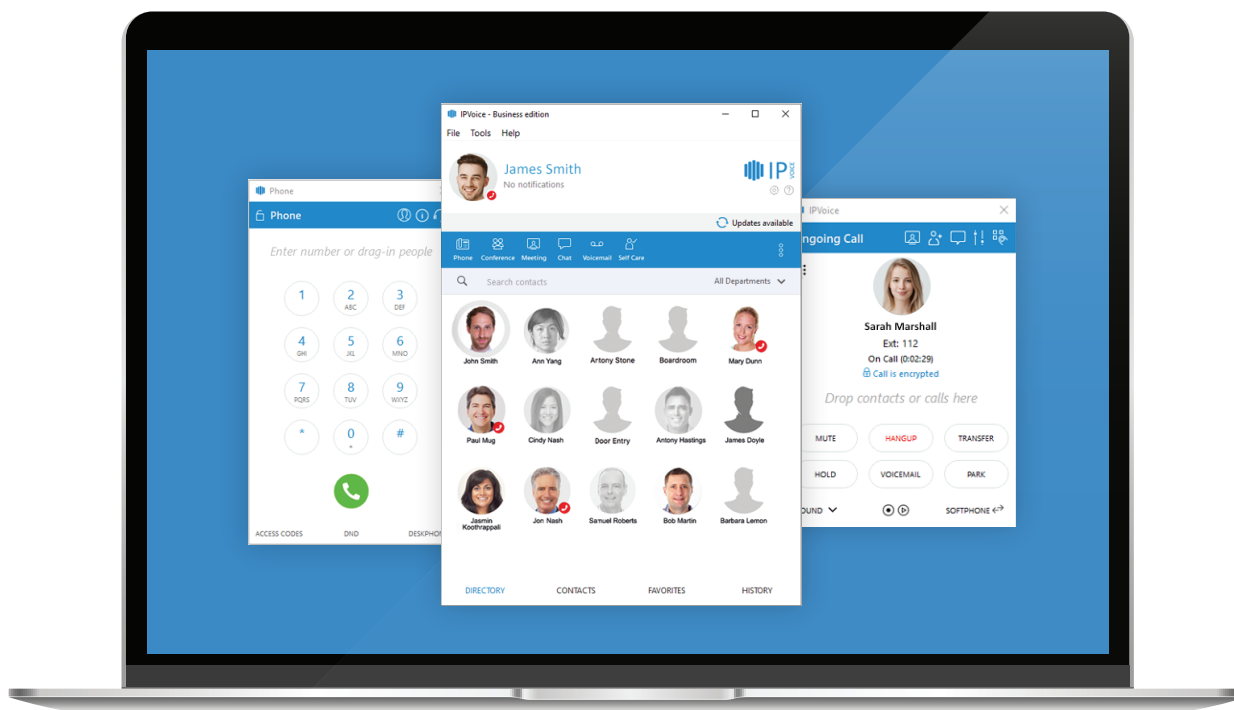 Phone
Phone
Enter number or drag-in people
1
2
3
ABC
DEF
4
5
6
GHI
JKL
MNO
7
8
9
PQRS
TUV
WXYZ
*
0
#
+
ACCESS CODES
DND
IPVoice - Business edition
File Tools Help
James Smith
No notifications
IP VOICE
Updates available
Phone Conference Meeting Chat Voicemail Self Care
Search contacts
All Departments
John Smith
Ann Yang
Artony Stone
Boardroom
Mary Dunn
Paul Mug
Cindy Nash
Door Entry
Antony Hastings
James Doyle
Jasmin
Koothrappali
Jon Nash
Samuel Roberts
Bob Martin
Barbara Lemon
DIRECTORY
CONTACTS
FAVORITES
HISTORY
IPVoice
ngoing Call
Sarah Marshall
Ext: 112
On Call (0:02:29)
Call is encrypted
Drop contacts or calls here
MUTE
HANGUP
TRANSFER
HOLD
VOICEMAIL
PARK
OUND
SOFTPHONE